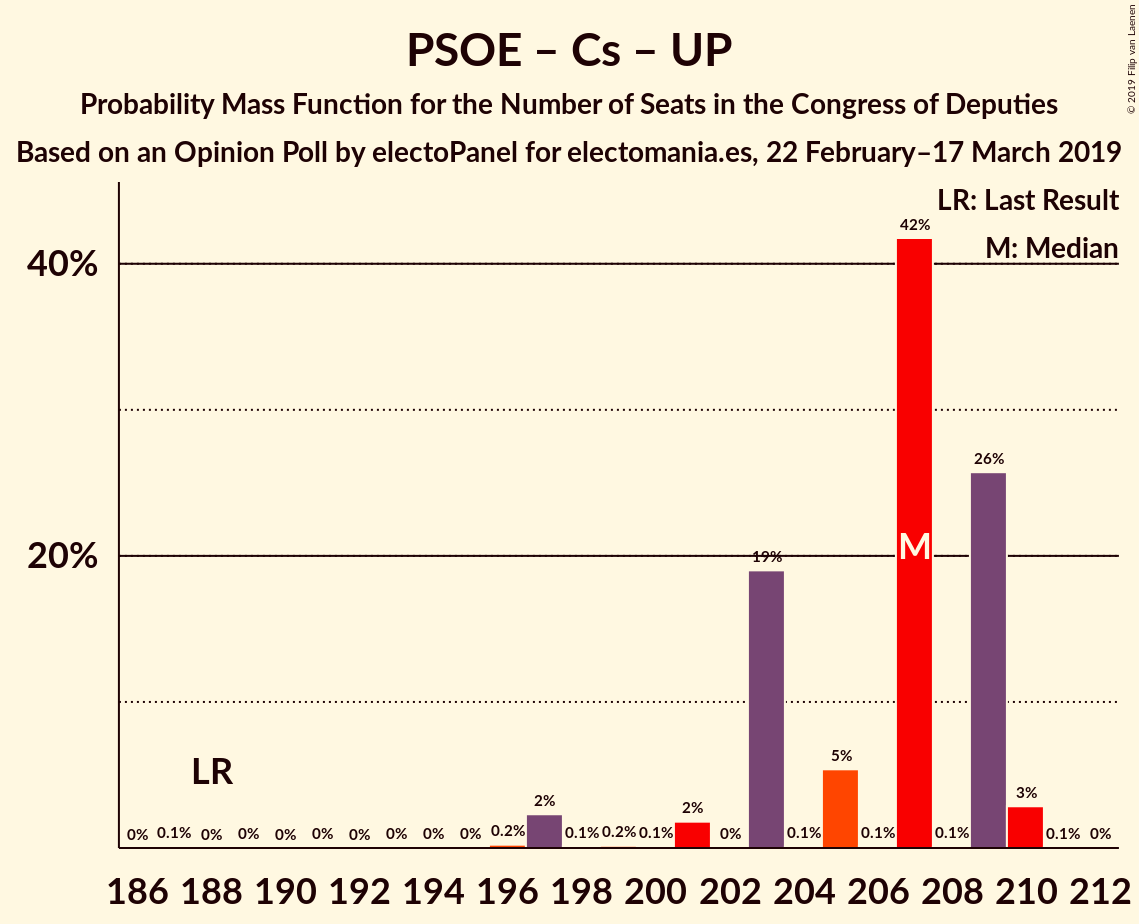 PSOE – Cs – UP
Probability Mass Function for the Number of Seats in the Congress of Deputies
Based on an Opinion Poll by electoPanel for electomania.es, 22 February–17 March 2019
© 2019 Filip van Laenen
LR: Last Result
M: Median
40%
20%
LR
M
0% 0.1% 0% 0% 0% 0% 0% 0% 0% 0% 0.2% 2% 0.1% 0.2% 0.1% 2% 0% 19% 0.1% 5% 0.1% 42% 0.1% 26% 3% 0.1% 0%
186 188 190 192 194 196 198 200 202 204 206 208 210 212